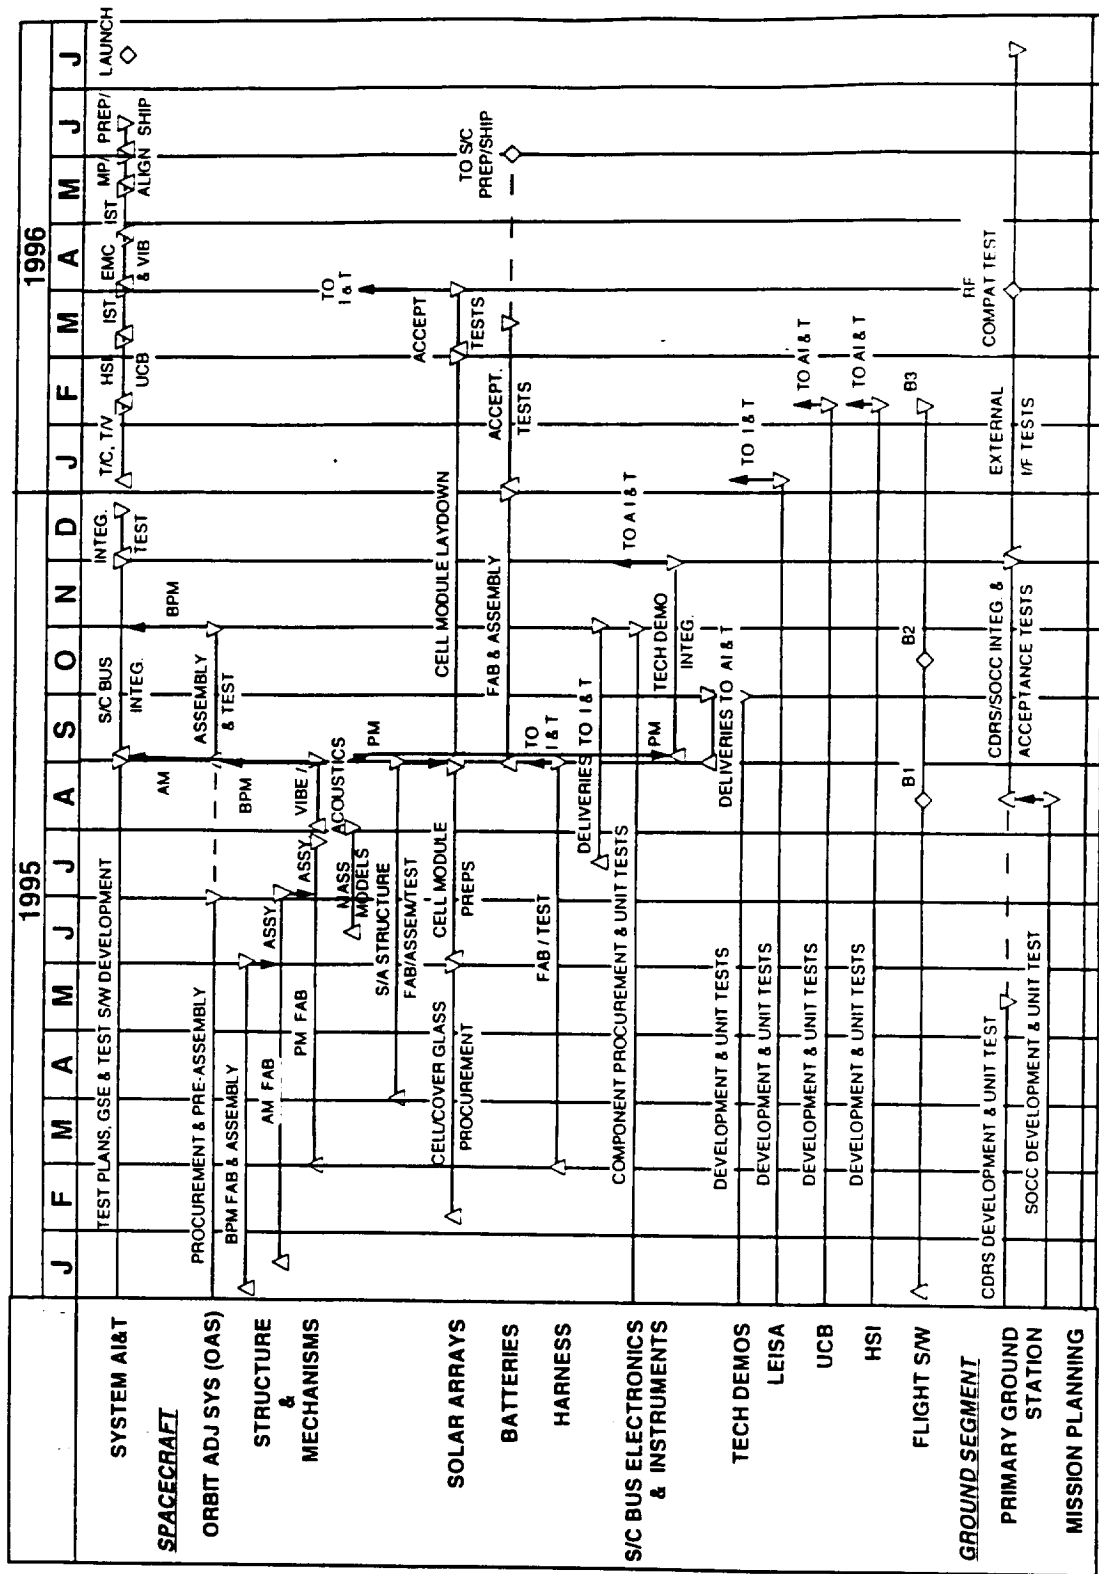 1995
1996
J F M A M J J A S O N D J F M A M J J
SYSTEM AI&T
TEST PLANS, GSE & TEST S/W DEVELOPMENT
AM
S/C BUS
INTEG.
BPM
INTEG.
TEST
T/C, T/V
HSI
UCB
IST
EMC
& VIB
IST
MP/
ALIGN
PREP/
SHIP
LAUNCH
SPACECRAFT
ORBIT ADJ SYS (OAS)
PROCUREMENT & PRE-ASSEMBLY
BPM
ASSEMBLY
& TEST
STRUCTURE
&
MECHANISMS
BPM FAB & ASSEMBLY
ASSY
AM FAB
ASSY
PM FAB
VIBE /
ACOUSTICS
MASS
MODELS
PM
S/A STRUCTURE
FAB/ASSEM/TEST
SOLAR ARRAYS
CELL/COVER GLASS
PROCUREMENT
CELL MODULE
PREPS
CELL MODULE LAYDOWN
ACCEPT
TESTS
TO
I & T
BATTERIES
FAB & ASSEMBLY
ACCEPT.
TESTS
TO S/C
PREP/SHIP
HARNESS
FAB / TEST
TO
I & T
S/C BUS ELECTRONICS
& INSTRUMENTS
COMPONENT PROCUREMENT & UNIT TESTS
DELIVERIES TO I & T
PM
TECH DEMO
INTEG.
TO A I & T
DELIVERIES TO AI & T
TECH DEMOS
DEVELOPMENT & UNIT TESTS
LEISA
DEVELOPMENT & UNIT TESTS
TO I & T
UCB
DEVELOPMENT & UNIT TESTS
TO AI & T
HSI
DEVELOPMENT & UNIT TESTS
TO AI & T
FLIGHT S/W
B1
B2
B3
GROUND SEGMENT
PRIMARY GROUND
STATION
CDRS DEVELOPMENT & UNIT TEST
CDRS/SOCC INTEG. &
ACCEPTANCE TESTS
EXTERNAL
I/F TESTS
RF
COMPAT TEST
SOCC DEVELOPMENT & UNIT TEST
MISSION PLANNING